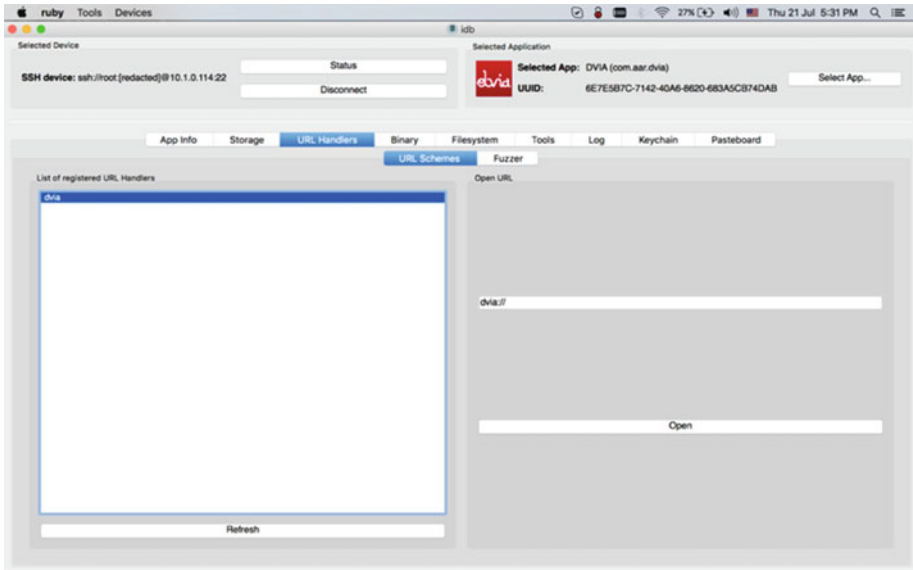 ruby Tools Devices 27% Thu 21 Jul 5:31 PM
idb
Selected Device
SSH device: ssh://root:[redacted]@10.1.0.114:22
Status
Disconnect
Selected Application
dvia
Selected App: DVIA (com.aar.dvia)
UUID: 6E7E5B7C-7142-40A6-8620-683A5CB74DAB
Select App...
App Info Storage URL Handlers Binary Filesystem Tools Log Keychain Pasteboard
URL Schemes Fuzzer
List of registered URL Handlers
dvia
Refresh
Open URL
dvia://
Open